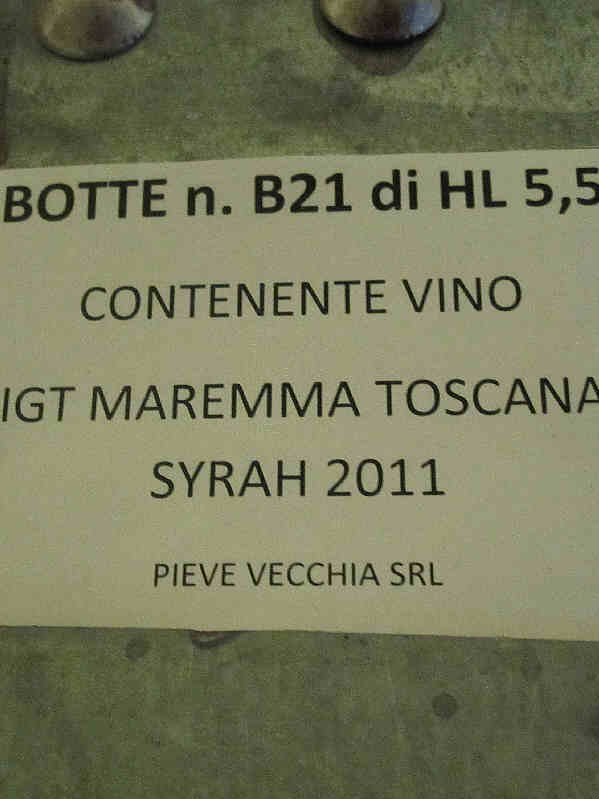 BOTTE n. B21 di HL 5,5
CONTENENTE VINO
IGT MAREMMA TOSCANA
SYRAH 2011
PIEVE VECCHIA SRL